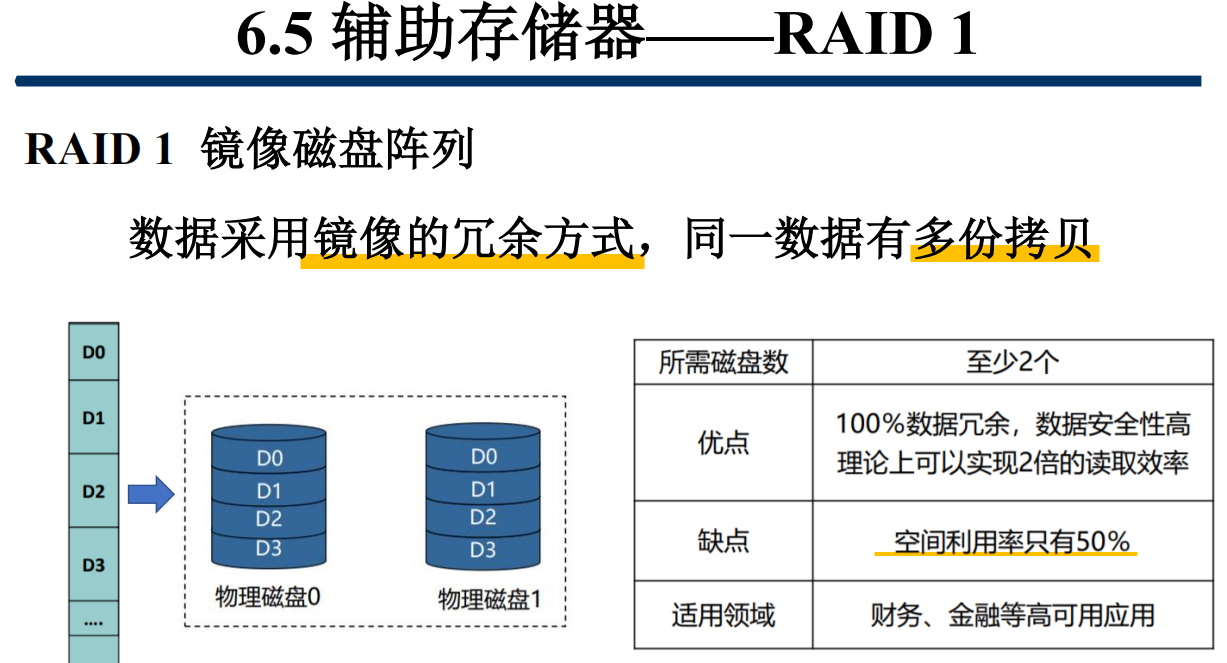 6.5 辅助存储器——RAID 1
RAID 1 镜像磁盘阵列
数据采用镜像的冗余方式，同一数据有多份拷贝
D0
D1
D2
D3
....
D0
D1
D2
D3
物理磁盘0
D0
D1
D2
D3
物理磁盘1
所需磁盘数 至少2个
优点
100%数据冗余，数据安全性高
理论上可以实现2倍的读取效率
缺点 空间利用率只有50%
适用领域 财务、金融等高可用应用